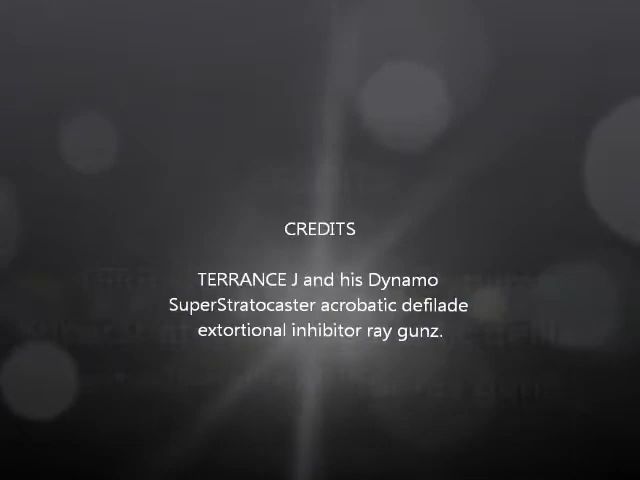 CREDITS
TERRANCE J and his Dynamo
SuperStratocaster acrobatic defilade
extortional inhibitor ray gunz.